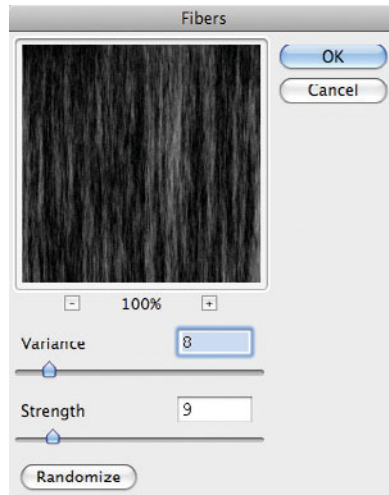 Fibers
OK
Cancel
- 100% +
Variance 8
Strength 9
Randomize